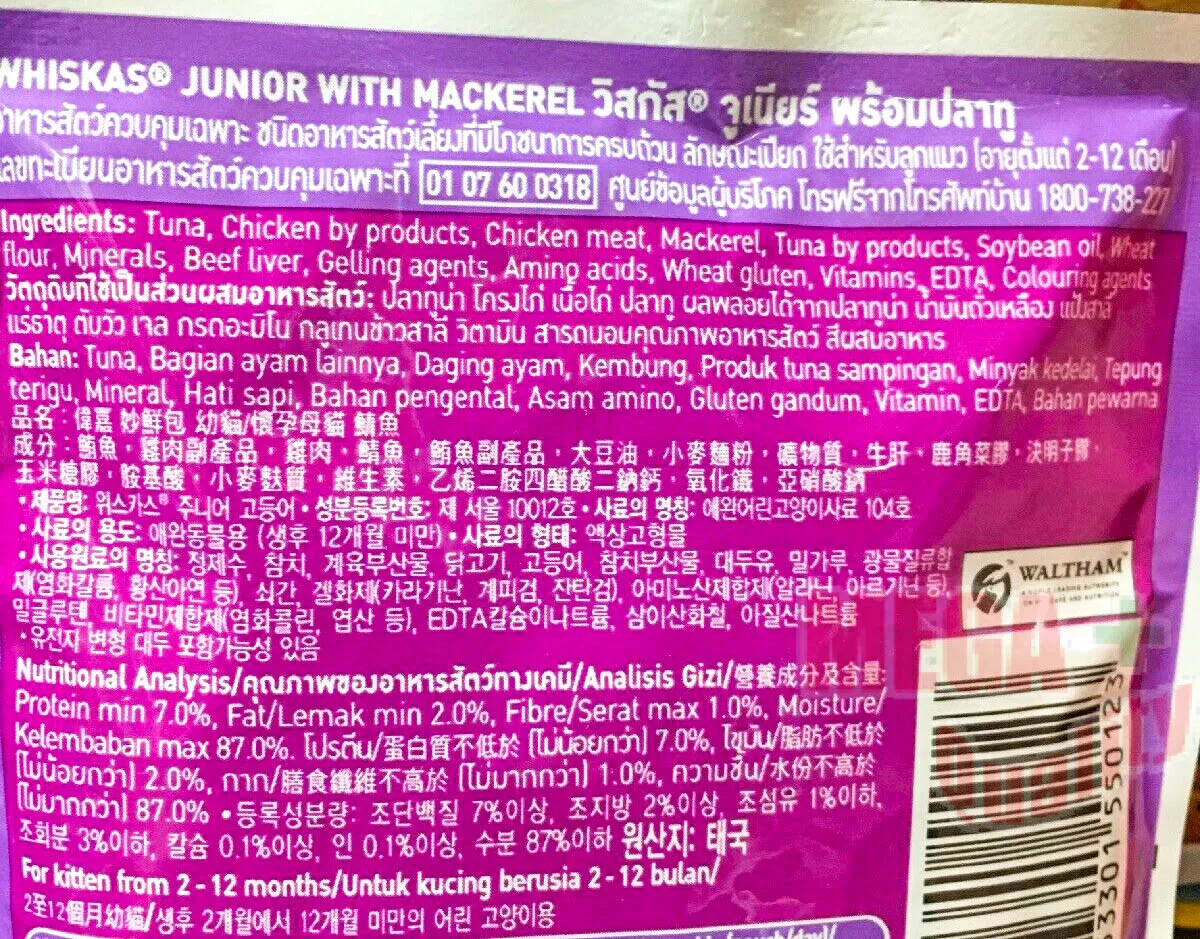 WHISKAS® JUNIOR WITH MACKEREL วิสกัส® จูเนียร์ พร้อมปลาทู
อาหารสัตว์ควบคุมเฉพาะ ชนิดอาหารสัตว์เลี้ยงที่มีโภชนาการครบถ้วน ลักษณะเปียก ใช้สำหรับลูกแมว (อายุตั้งแต่ 2-12 เดือน)
เลขทะเบียนอาหารสัตว์ควบคุมเฉพาะที่ 01 07 60 0318 ศูนย์ข้อมูลผู้บริโภค โทรฟรีจากโทรศัพท์บ้าน 1800-738-227
Ingredients: Tuna, Chicken by products, Chicken meat, Mackerel, Tuna by products, Soybean oil, Wheat
flour, Minerals, Beef liver, Gelling agents, Amino acids, Wheat gluten, Vitamins, EDTA, Colouring agents
วัตถุดิบที่ใช้เป็นส่วนผสมอาหารสัตว์: ปลาทูน่า โครงไก่ เนื้อไก่ ปลาทู ผลพลอยได้จากปลาทูน่า น้ำมันถั่วเหลือง แป้งสาลี
แร่ธาตุ ตับวัว เจล กรดอะมิโน กลูเทนข้าวสาลี วิตามิน สารถนอมคุณภาพอาหารสัตว์ สีผสมอาหาร
Bahan: Tuna, Bagian ayam lainnya, Daging ayam, Kembung, Produk tuna sampingan, Minyak kedelai, Tepung
terigu, Mineral, Hati sapi, Bahan pengental, Asam amino, Gluten gandum, Vitamin, EDTA, Bahan pewarna
品名：偉嘉 妙鮮包 幼貓/懷孕母貓 鯖魚
成分：鮪魚，雞肉副產品，雞肉，鯖魚，鮪魚副產品，大豆油，小麥麵粉，礦物質，牛肝，鹿角菜膠，決明子膠，
玉米糖膠，胺基酸，小麥麩質，維生素，乙烯二胺四醋酸二鈉鈣，氧化鐵，亞硝酸鈉
• 제품명: 위스카스® 주니어 고등어 • 성분등록번호: 제 서울 10012호 • 사료의 명칭: 애완어린고양이사료 104호
• 사료의 용도: 애완동물용 (생후 12개월 미만) • 사료의 형태: 액상고형물
• 사용원료의 명칭: 정제수, 참치, 계육부산물, 닭고기, 고등어, 참치부산물, 대두유, 밀가루, 광물질류합
제(염화칼륨, 황산아연 등), 쇠간, 겔화제(카라기난, 계피검, 잔탄검), 아미노산제합제(알라닌, 아르기닌 등),
밀글루텐, 비타민제합제(염화콜린, 엽산 등), EDTA칼슘이나트륨, 삼이산화철, 아질산나트륨
• 유전자 변형 대두 포함가능성 있음
WALTHAM™
Nutritional Analysis/คุณภาพของอาหารสัตว์ทางเคมี/Analisis Gizi/營養成分及含量:
Protein min 7.0%, Fat/Lemak min 2.0%, Fibre/Serat max 1.0%, Moisture/
Kelembaban max 87.0%. โปรตีน/蛋白質不低於 (ไม่น้อยกว่า) 7.0%, ไขมัน/脂肪不低於
(ไม่น้อยกว่า) 2.0%, กาก/膳食纖維不高於 (ไม่มากกว่า) 1.0%, ความชื้น/水份不高於
(ไม่มากกว่า) 87.0% • 등록성분량: 조단백질 7%이상, 조지방 2%이상, 조섬유 1%이하,
조회분 3%이하, 칼슘 0.1%이상, 인 0.1%이상, 수분 87%이하 원산지: 태국
For kitten from 2 - 12 months/Untuk kucing berusia 2 - 12 bulan/
2至12個月幼貓/생후 2개월에서 12개월 미만의 어린 고양이용
MEGA
Quality
33301 550123